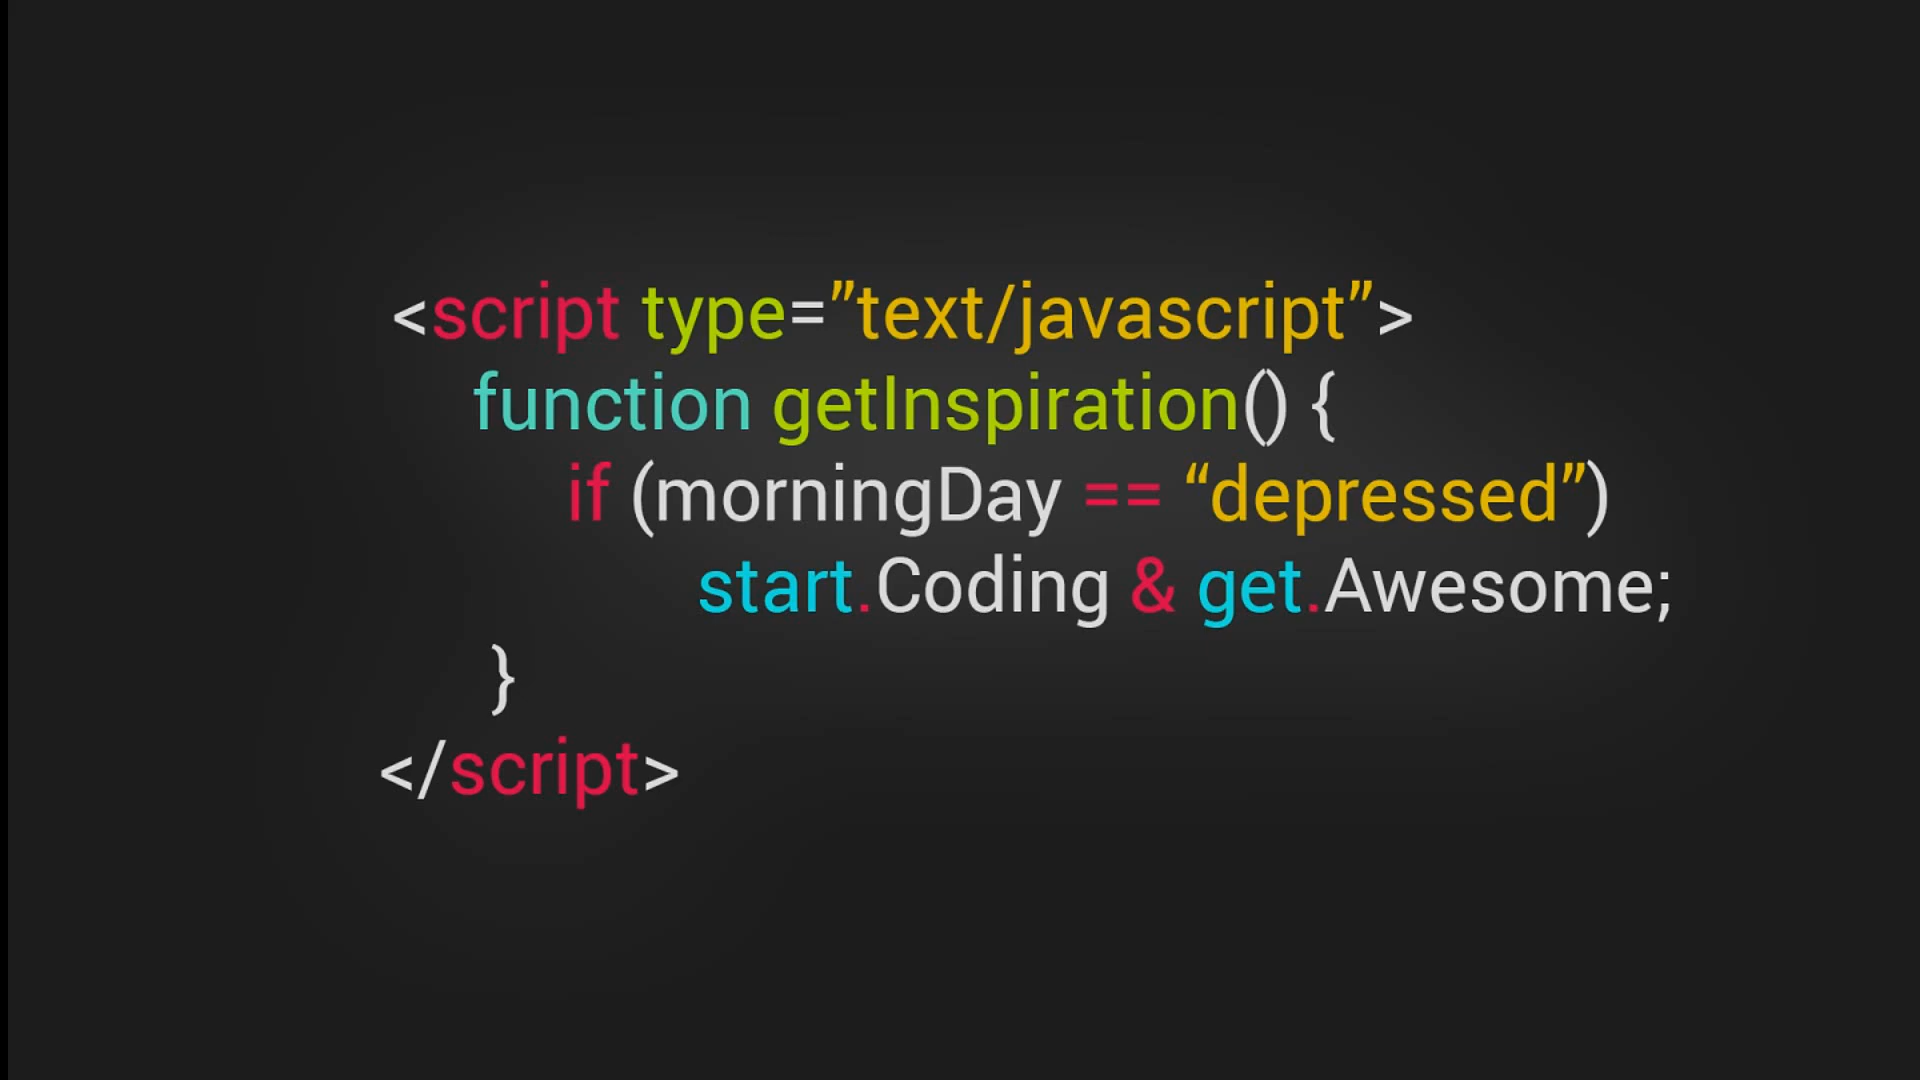 <script type=”text/javascript”>
function getInspiration() {
if (morningDay == “depressed”)
start.Coding & get.Awesome;
}
</script>